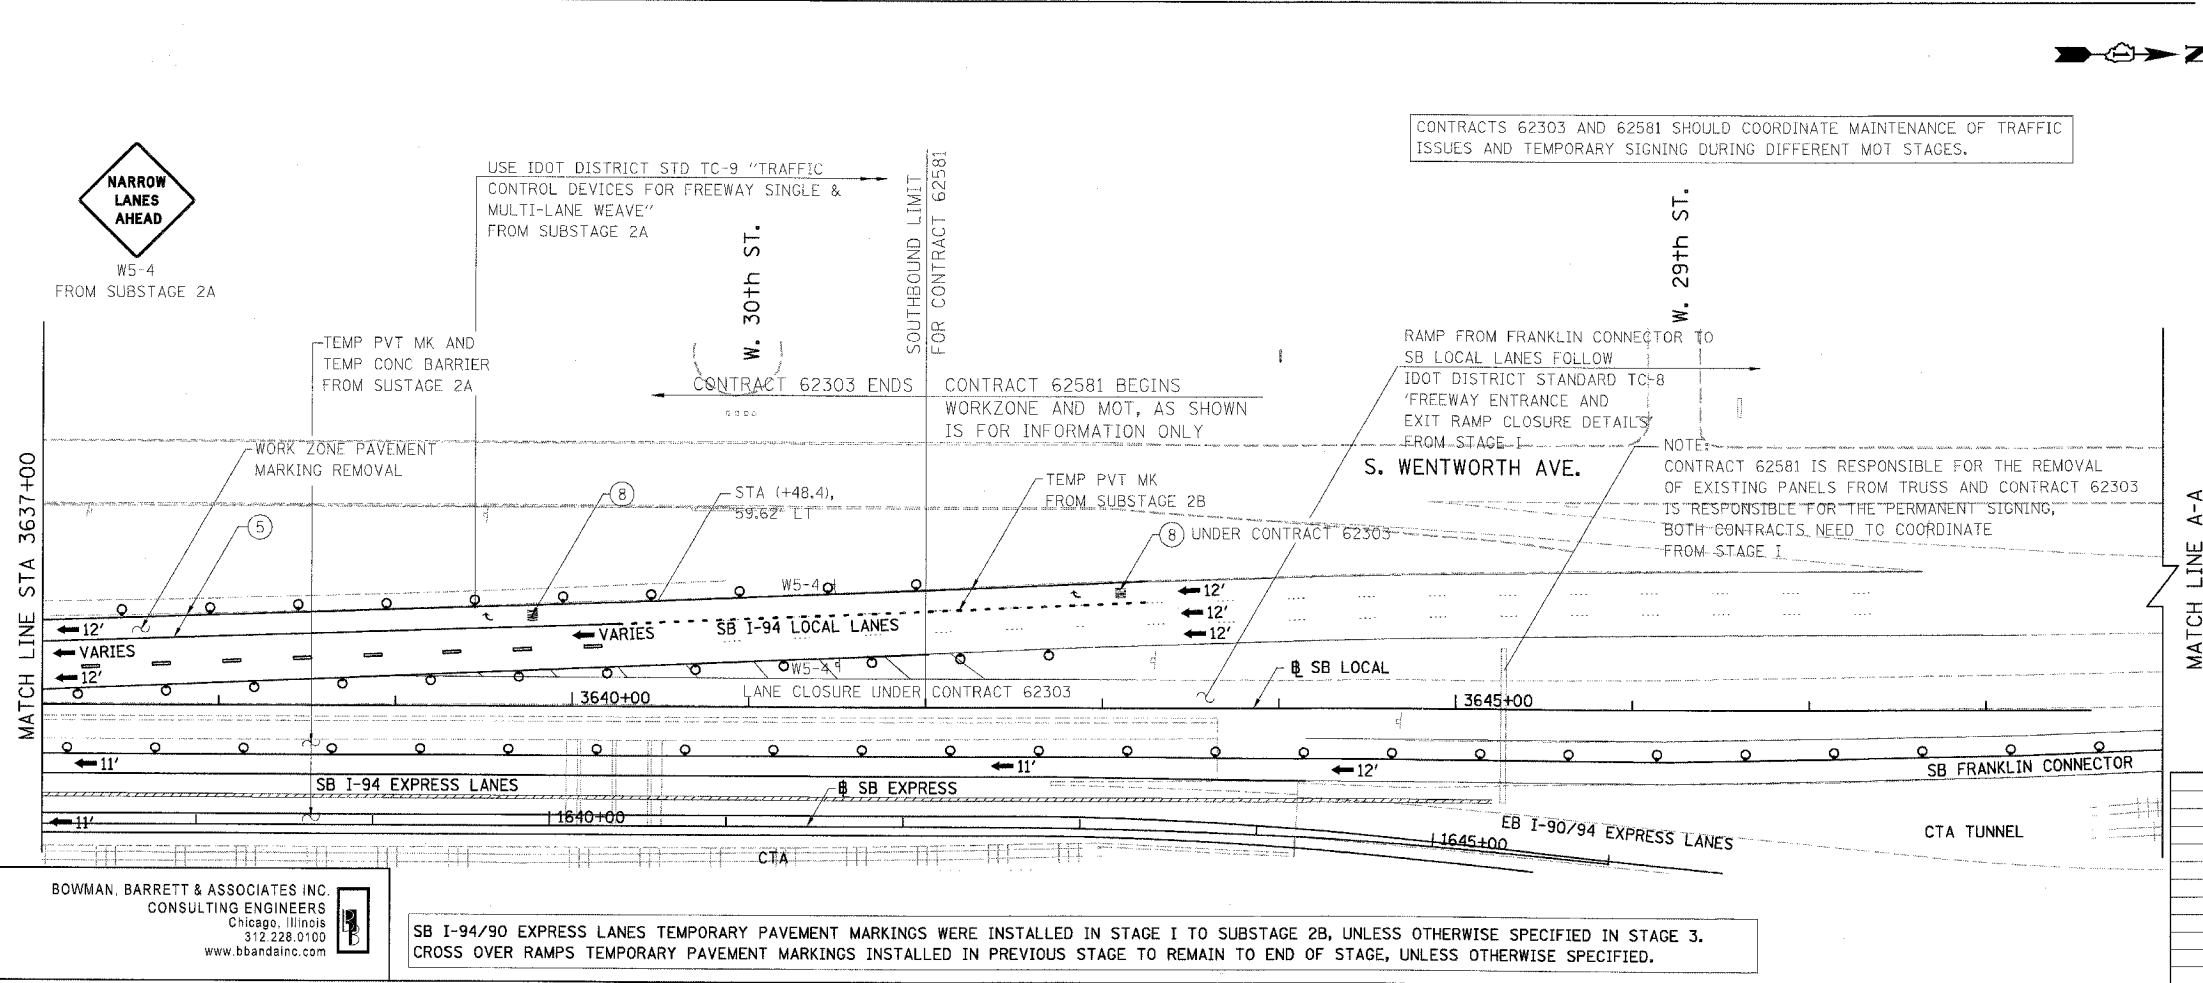 N
CONTRACTS 62303 AND 62581 SHOULD COORDINATE MAINTENANCE OF TRAFFIC
ISSUES AND TEMPORARY SIGNING DURING DIFFERENT MOT STAGES.
NARROW
LANES
AHEAD
W5-4
FROM SUBSTAGE 2A
USE IDOT DISTRICT STD TC-9 "TRAFFIC
CONTROL DEVICES FOR FREEWAY SINGLE &
MULTI-LANE WEAVE"
FROM SUBSTAGE 2A
W. 30th ST.
SOUTHBOUND LIMIT
FOR CONTRACT 62581
W. 29th ST.
TEMP PVT MK AND
TEMP CONC BARRIER
FROM SUSTAGE 2A
CONTRACT 62303 ENDS
CONTRACT 62581 BEGINS
WORKZONE AND MOT, AS SHOWN
IS FOR INFORMATION ONLY
RAMP FROM FRANKLIN CONNECTOR TO
SB LOCAL LANES FOLLOW
IDOT DISTRICT STANDARD TC-8
'FREEWAY ENTRANCE AND
EXIT RAMP CLOSURE DETAILS'
FROM STAGE I
S. WENTWORTH AVE.
NOTE:
CONTRACT 62581 IS RESPONSIBLE FOR THE REMOVAL
OF EXISTING PANELS FROM TRUSS AND CONTRACT 62303
IS RESPONSIBLE FOR THE PERMANENT SIGNING,
BOTH CONTRACTS NEED TO COORDINATE
FROM STAGE I
WORK ZONE PAVEMENT
MARKING REMOVAL
5
8
STA (+48.4),
59.62' LT
TEMP PVT MK
FROM SUBSTAGE 2B
8 UNDER CONTRACT 62303
MATCH LINE STA 3637+00
MATCH LINE A-A
W5-4
12'
VARIES
12'
VARIES
SB I-94 LOCAL LANES
12'
12'
12'
W5-4
LANE CLOSURE UNDER CONTRACT 62303
B SB LOCAL
3640+00
3645+00
11'
11'
12'
SB FRANKLIN CONNECTOR
SB I-94 EXPRESS LANES
B SB EXPRESS
11'
1640+00
1645+00
EB I-90/94 EXPRESS LANES
CTA TUNNEL
CTA
BOWMAN, BARRETT & ASSOCIATES INC.
CONSULTING ENGINEERS
Chicago, Illinois
312.228.0100
www.bbandainc.com
SB I-94/90 EXPRESS LANES TEMPORARY PAVEMENT MARKINGS WERE INSTALLED IN STAGE I TO SUBSTAGE 2B, UNLESS OTHERWISE SPECIFIED IN STAGE 3.
CROSS OVER RAMPS TEMPORARY PAVEMENT MARKINGS INSTALLED IN PREVIOUS STAGE TO REMAIN TO END OF STAGE, UNLESS OTHERWISE SPECIFIED.